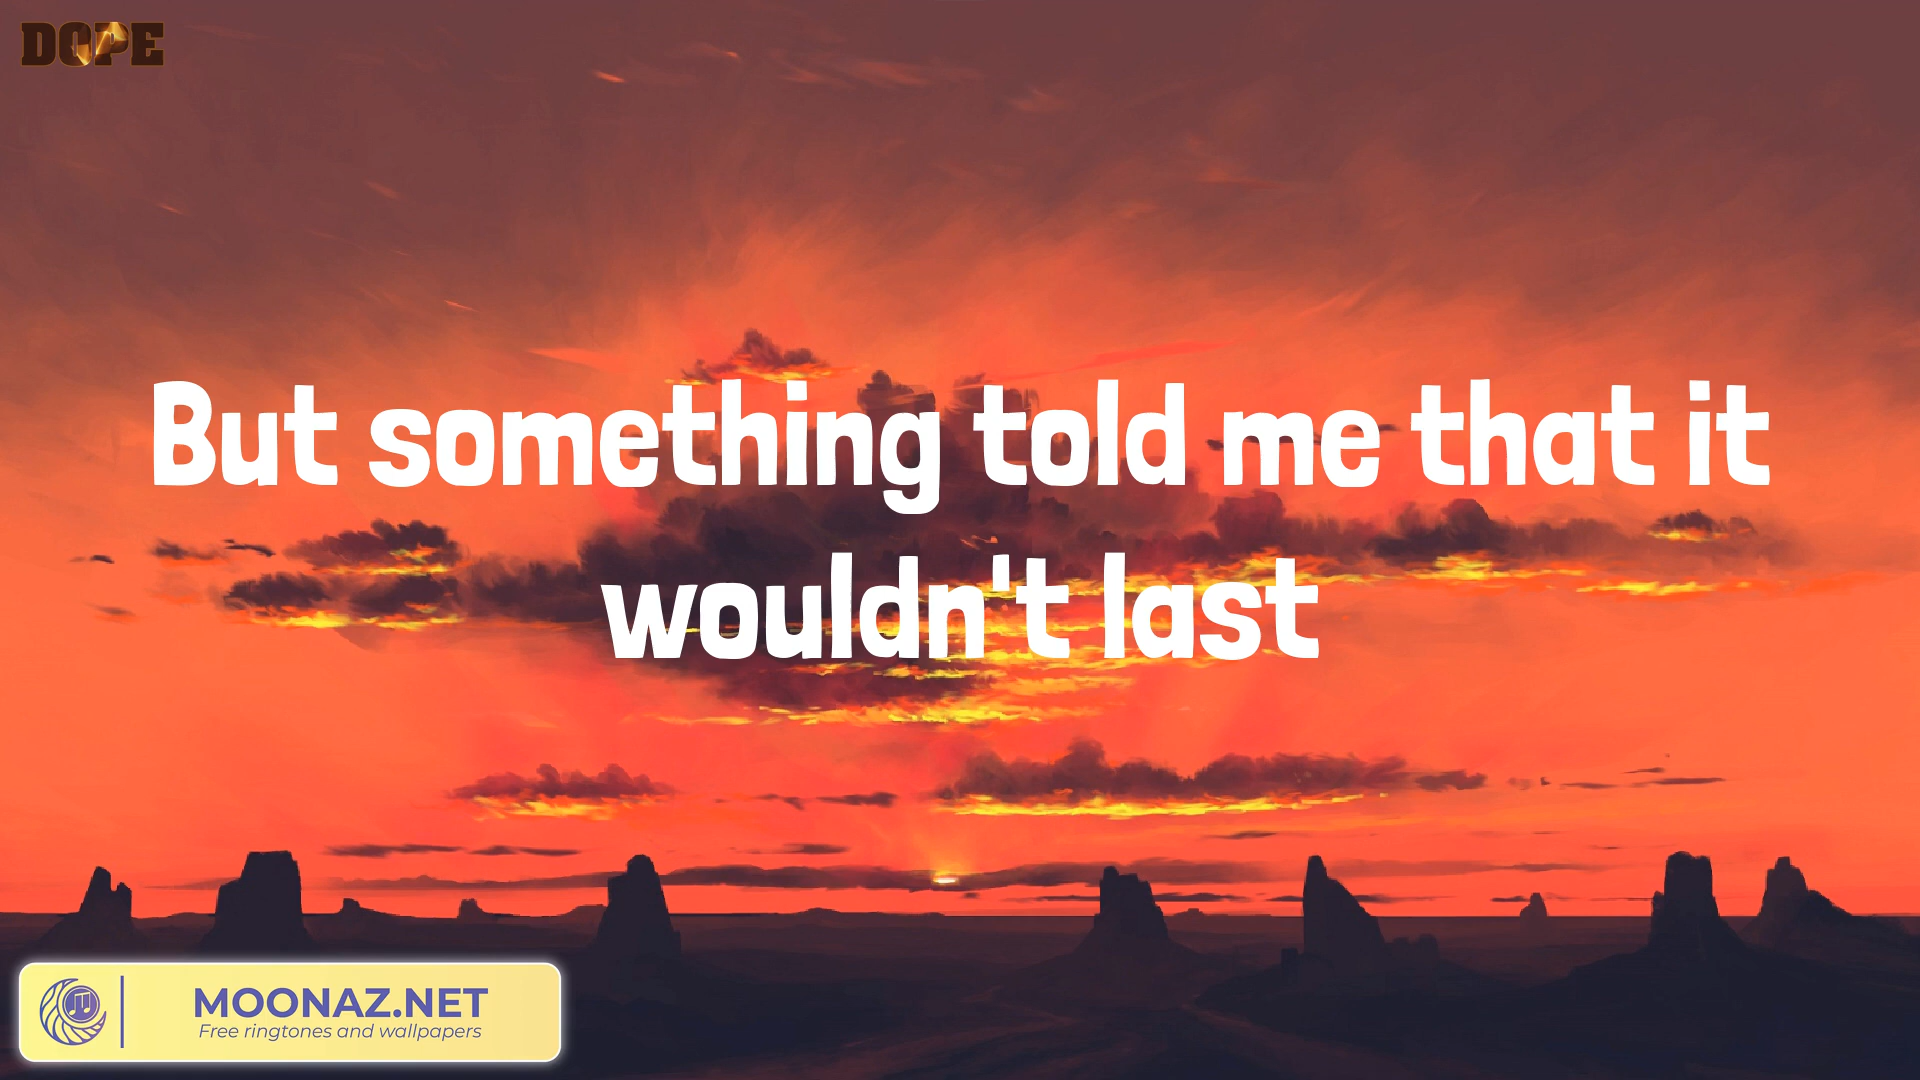 DOPE
But something told me that it
wouldn't last
MOONAZ.NET
Free ringtones and wallpapers